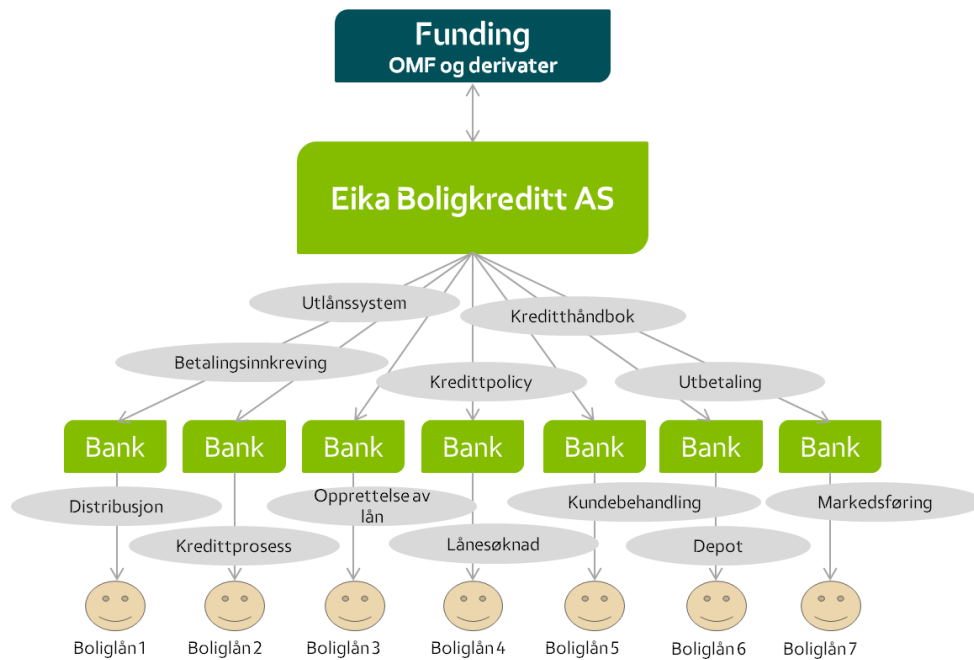 Funding
OMF og derivater
Eika Boligkreditt AS
Utlånssystem
Kreditthåndbok
Betalingsinnkreving
Kredittpolicy
Utbetaling
Bank
Bank
Bank
Bank
Bank
Bank
Bank
Distribusjon
Opprettelse av
lån
Kundebehandling
Markedsføring
Kredittprosess
Lånesøknad
Depot
Boliglån 1
Boliglån 2
Boliglån 3
Boliglån 4
Boliglån 5
Boliglån 6
Boliglån 7